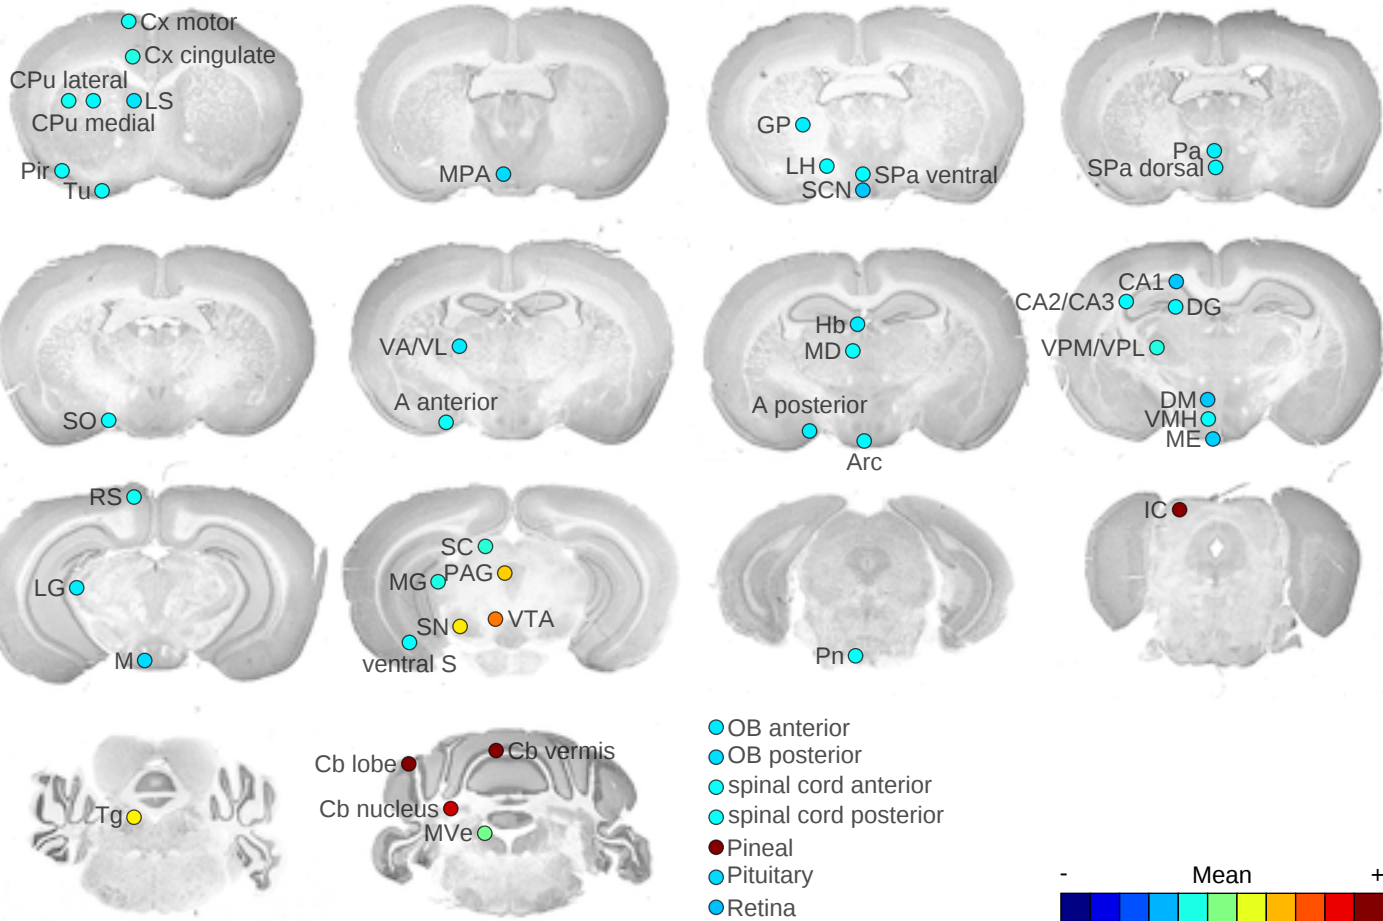 Cx motor
Cx cingulate
CPu lateral
LS
CPu medial
Pir
Tu
MPA
GP
LH
SPa ventral
SCN
Pa
SPa dorsal
SO
VA/VL
A anterior
Hb
MD
A posterior
Arc
CA1
CA2/CA3
DG
VPM/VPL
DM
VMH
ME
RS
LG
M
SC
MG
PAG
SN
VTA
ventral S
Pn
IC
Tg
Cb lobe
Cb vermis
Cb nucleus
MVe
OB anterior
OB posterior
spinal cord anterior
spinal cord posterior
Pineal
Pituitary
Retina
- Mean +